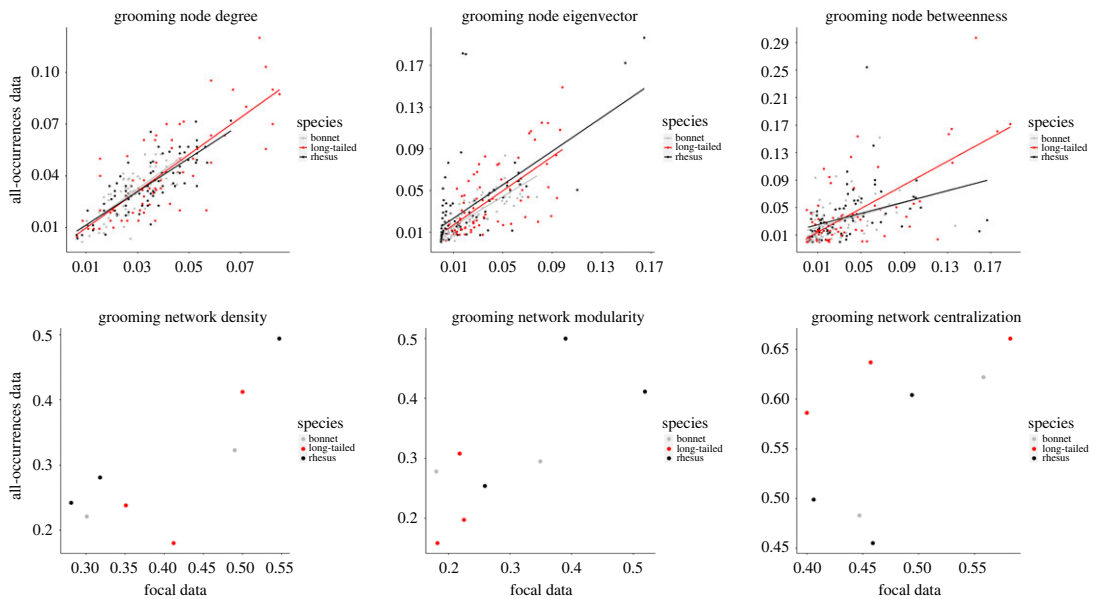 grooming node degree
grooming node eigenvector
grooming node betweenness
all-occurrences data
0.10
0.07
0.04
0.01
0.01
0.03
0.05
0.07
species
bonnet
long-tailed
rhesus
0.17
0.13
0.09
0.05
0.01
0.01
0.05
0.09
0.13
0.17
species
bonnet
long-tailed
rhesus
0.29
0.25
0.21
0.17
0.13
0.09
0.05
0.01
0.01
0.05
0.09
0.13
0.17
species
bonnet
long-tailed
rhesus
grooming network density
grooming network modularity
grooming network centralization
all-occurrences data
0.5
0.4
0.3
0.2
0.30
0.35
0.40
0.45
0.50
0.55
focal data
species
bonnet
long-tailed
rhesus
0.5
0.4
0.3
0.2
0.2
0.3
0.4
0.5
focal data
species
bonnet
long-tailed
rhesus
0.65
0.60
0.55
0.50
0.45
0.40
0.45
0.50
0.55
focal data
species
bonnet
long-tailed
rhesus